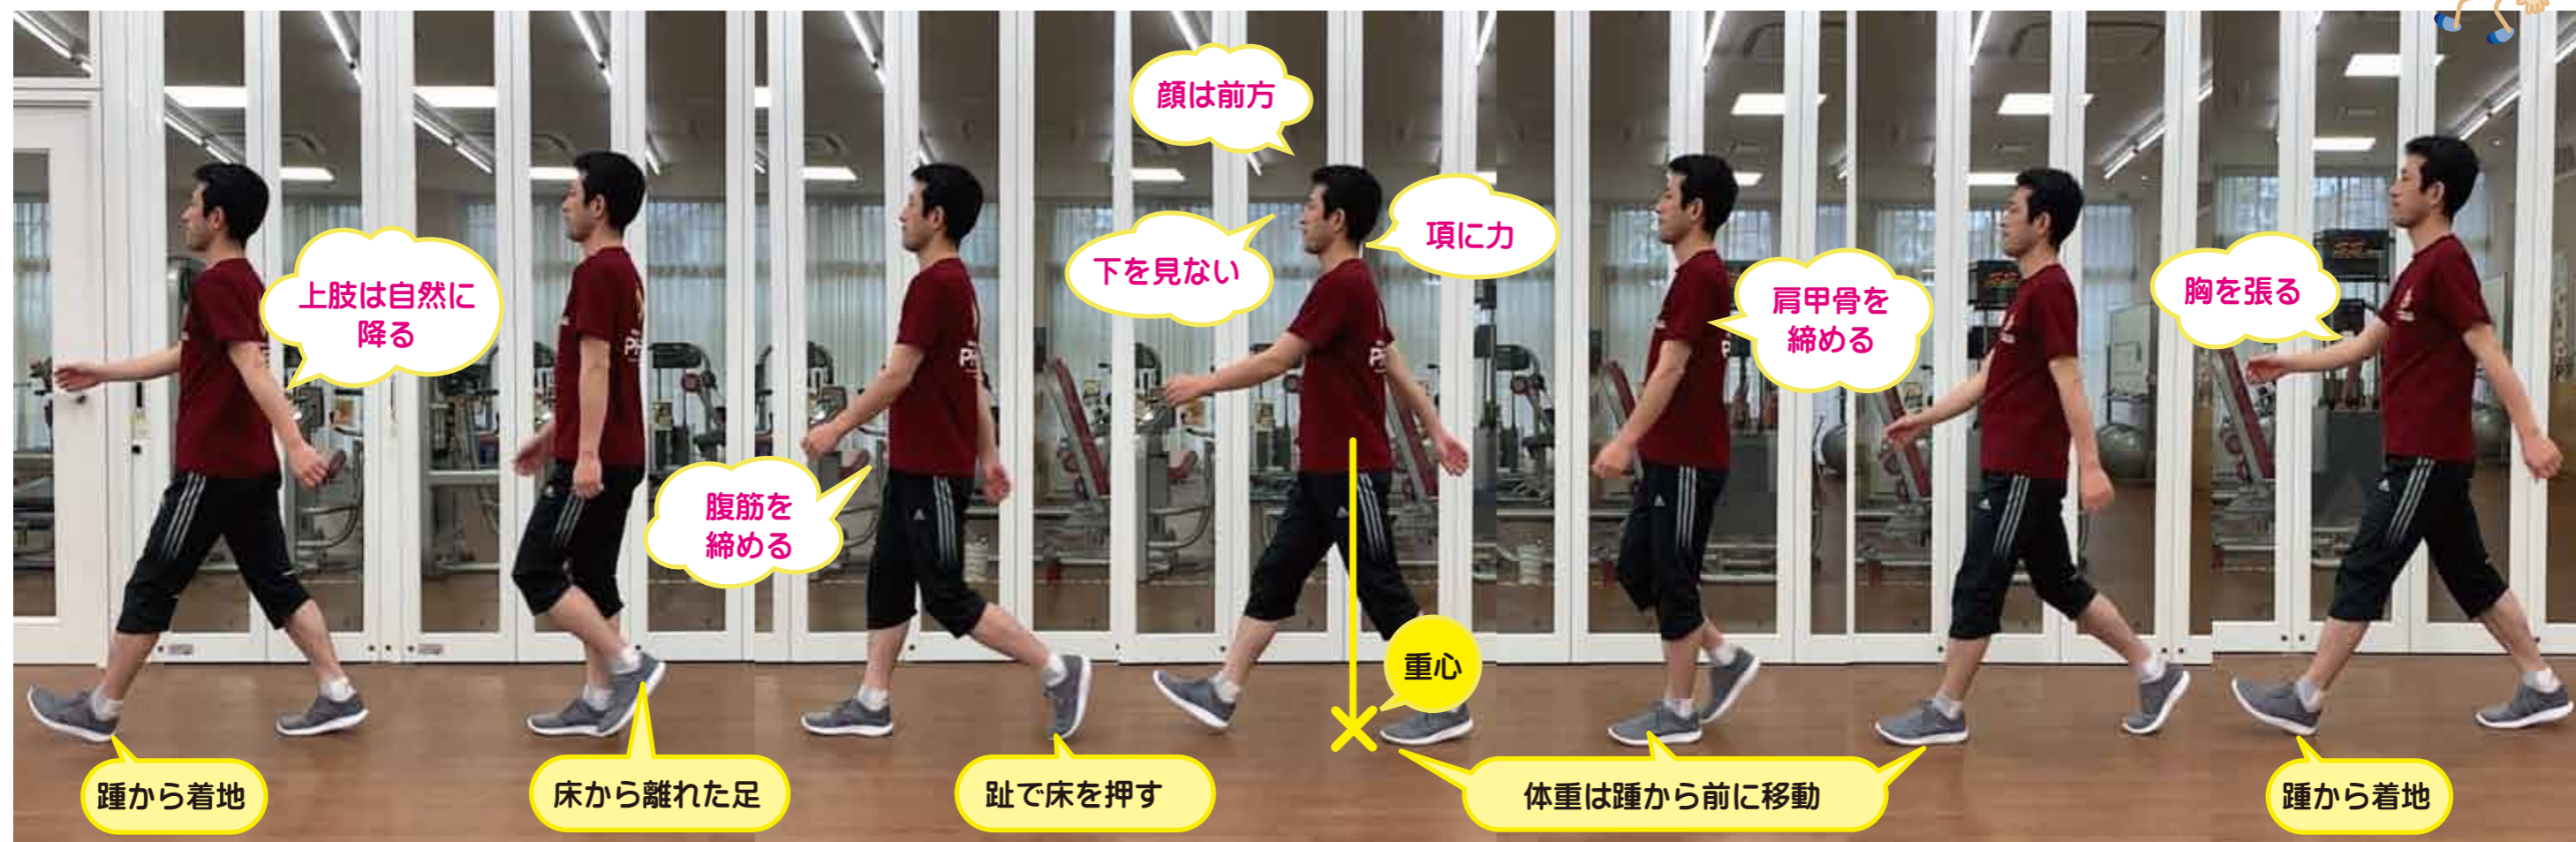 顔は前方
項に力
下を見ない
上肢は自然に
降る
肩甲骨を
締める
胸を張る
腹筋を
締める
重心
踵から着地
床から離れた足
趾で床を押す
体重は踵から前に移動
踵から着地